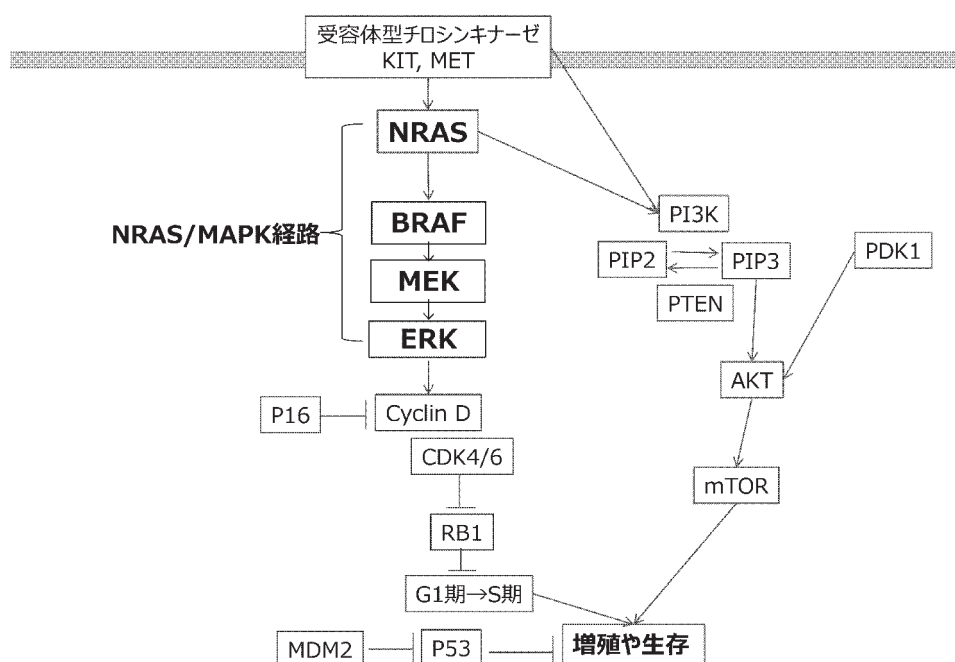 受容体型チロシンキナーゼ
KIT, MET
NRAS
PI3K
BRAF
NRAS/MAPK経路
PIP2
PIP3
PDK1
MEK
PTEN
ERK
AKT
P16
Cyclin D
CDK4/6
mTOR
RB1
G1期→S期
MDM2
P53
増殖や生存